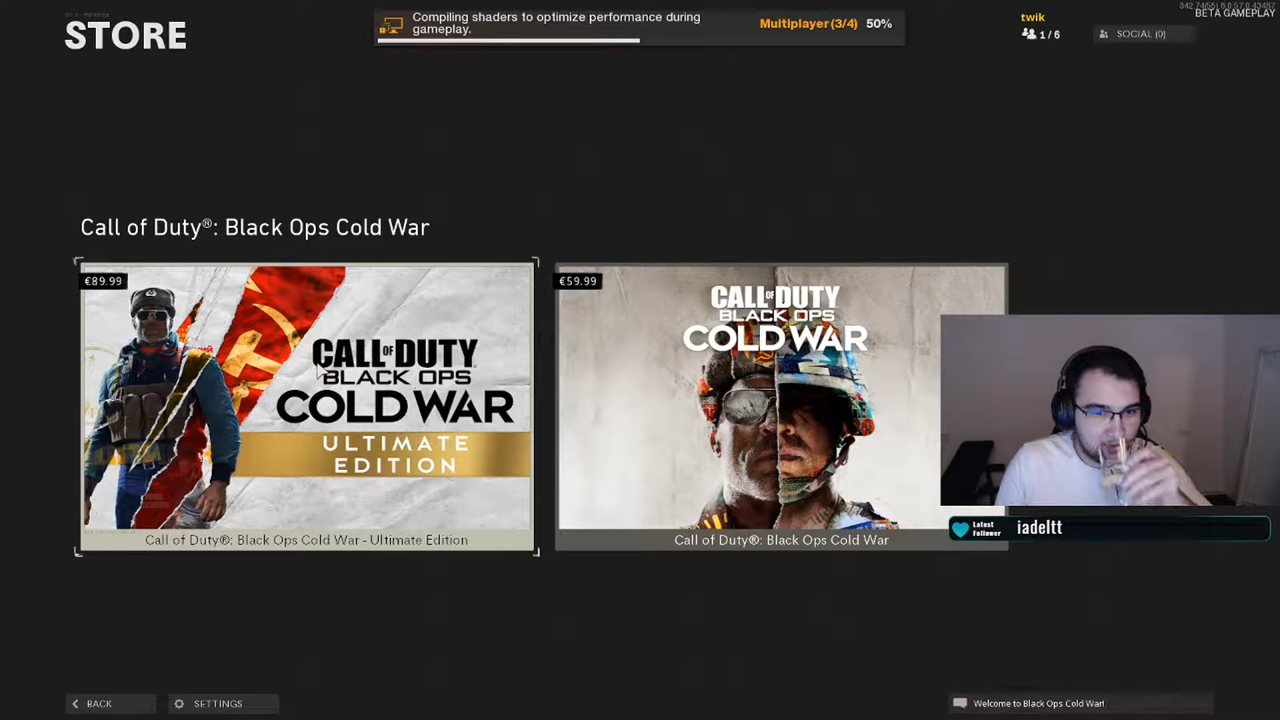 STORE
Compiling shaders to optimize performance during
gameplay.
Multiplayer (3/4) 50%
twik
1 / 6
SOCIAL (0)
BETA GAMEPLAY
Call of Duty®: Black Ops Cold War
€89.99
CALL OF DUTY
BLACK OPS
COLD WAR
ULTIMATE
EDITION
Call of Duty®: Black Ops Cold War - Ultimate Edition
€59.99
CALL OF DUTY
BLACK OPS
COLD WAR
Call of Duty®: Black Ops Cold War
Latest
Follower
iadeltt
BACK
SETTINGS
Welcome to Black Ops Cold War!